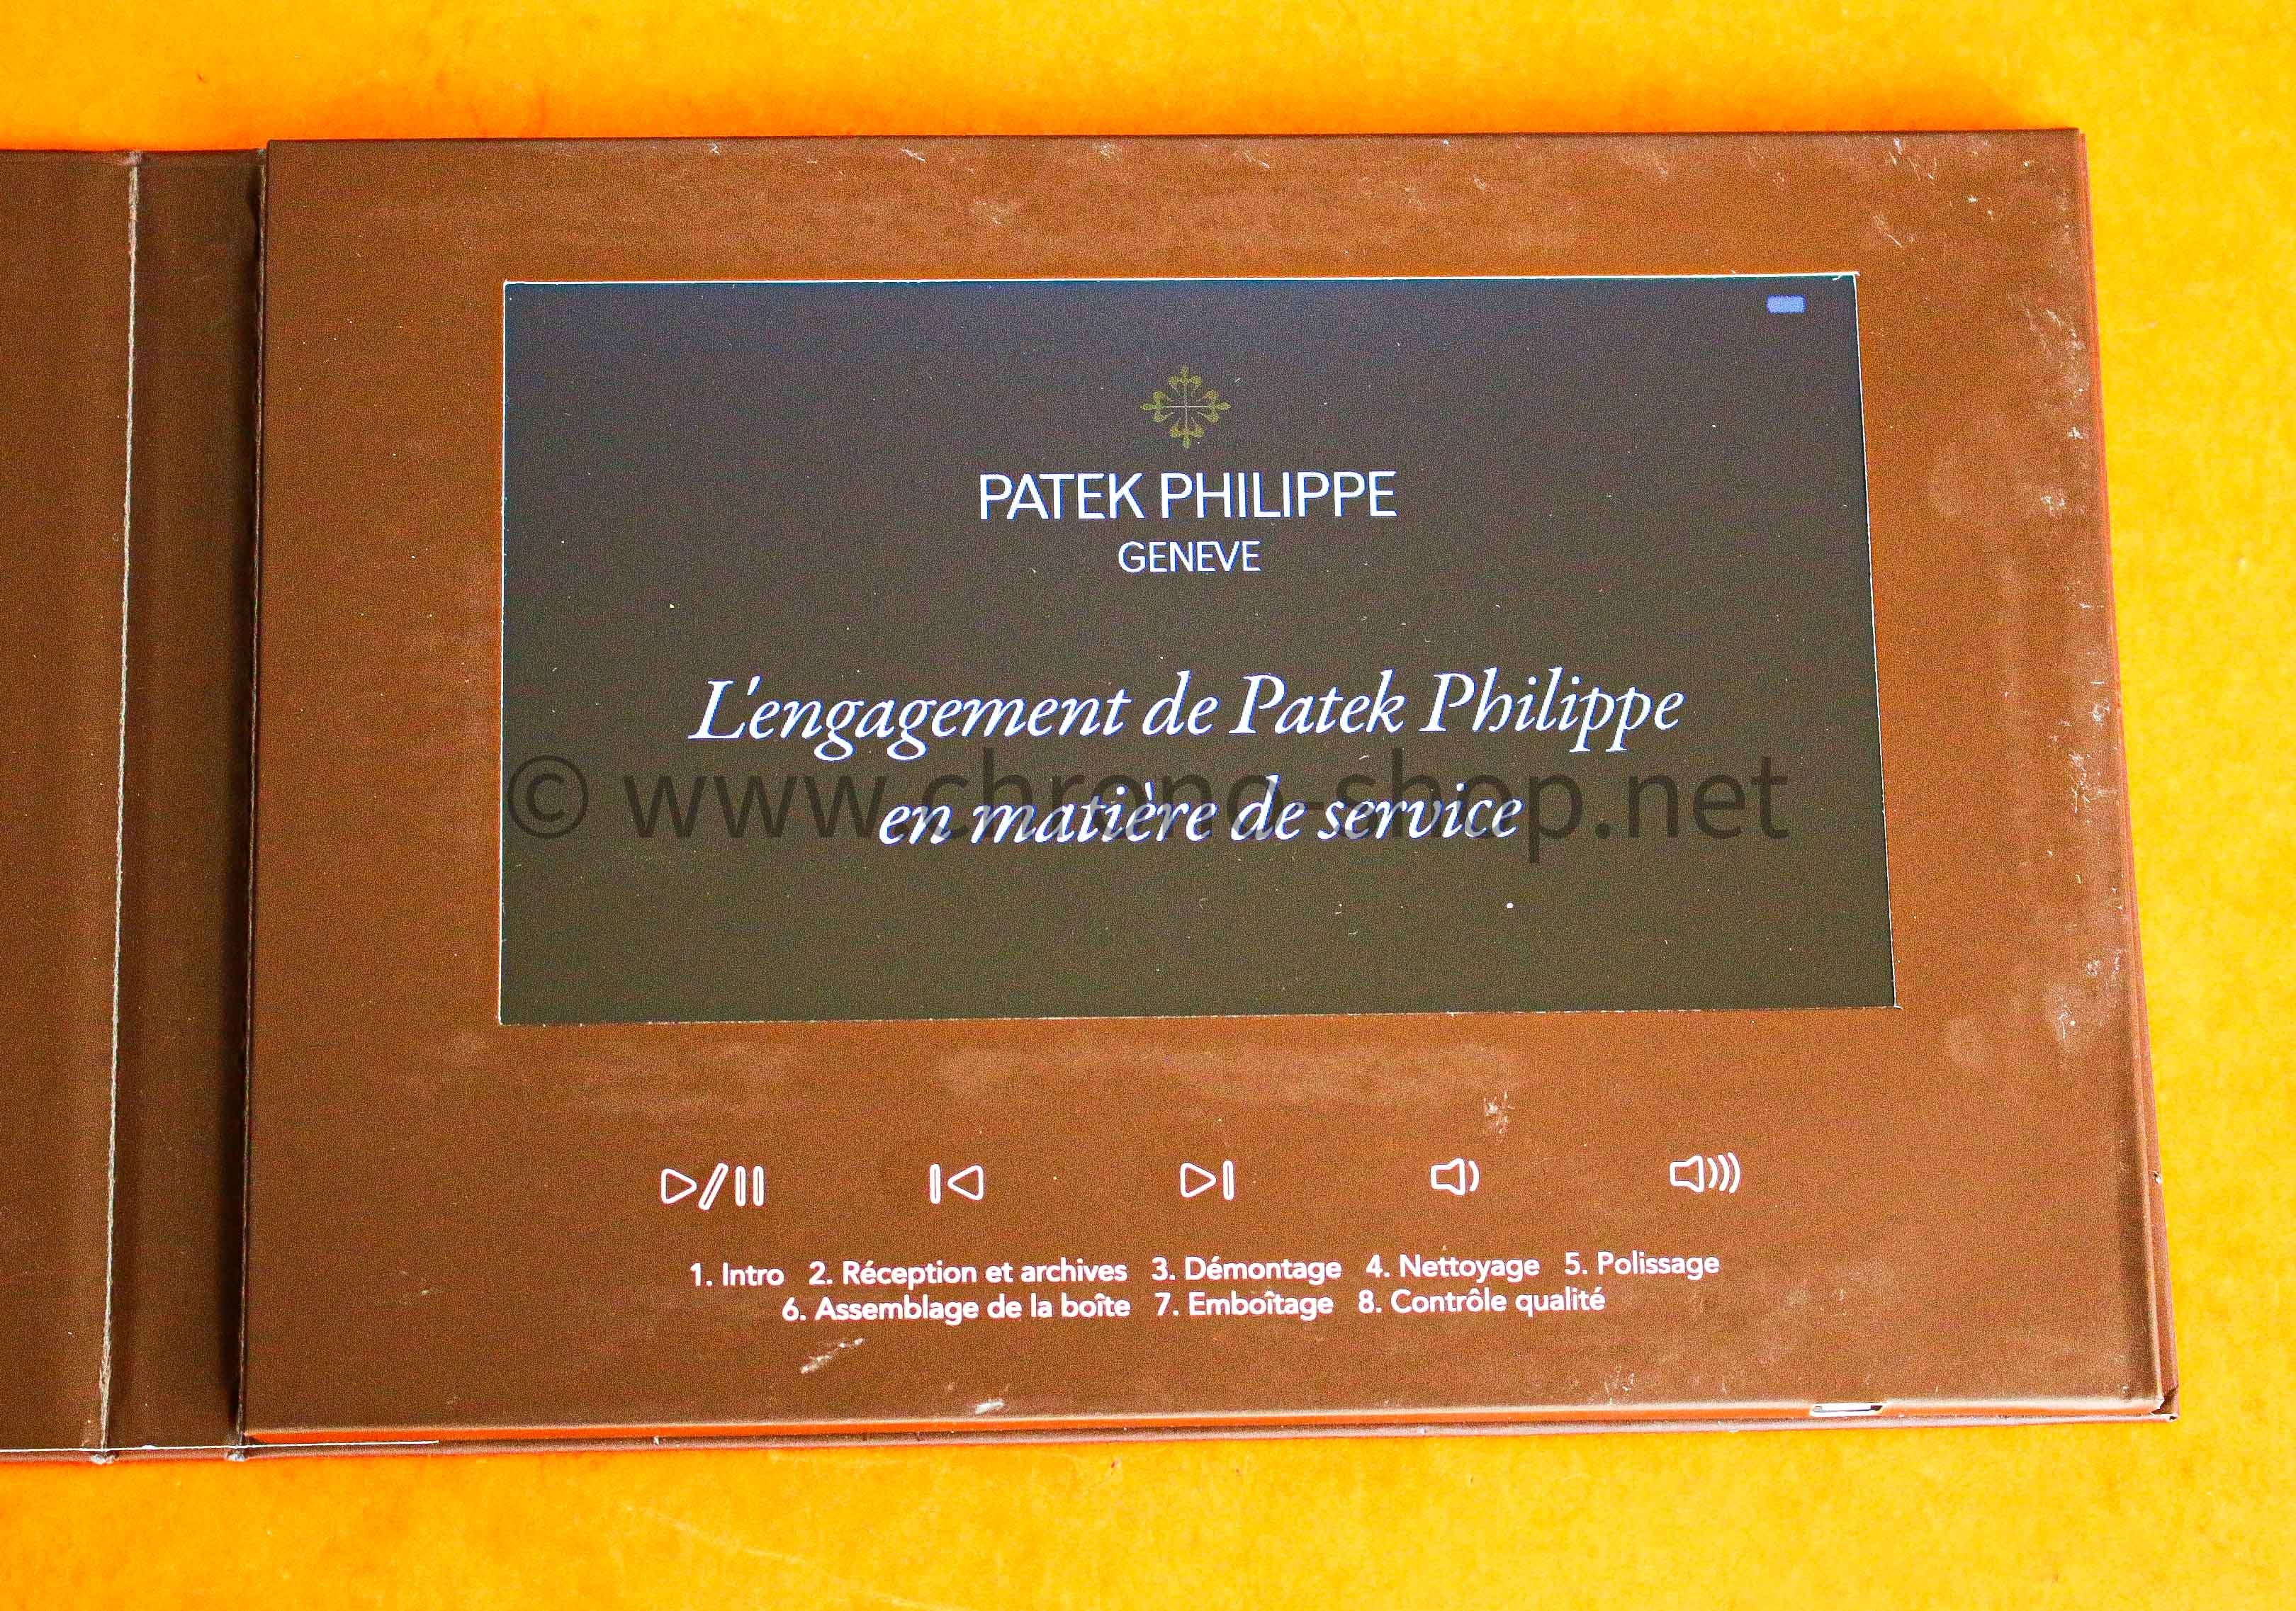 PATEK PHILIPPE
GENEVE
L'engagement de Patek Philippe
© www.chrono-shop.net
en matière de service
1. Intro 2. Réception et archives 3. Démontage 4. Nettoyage 5. Polissage
6. Assemblage de la boîte 7. Emboîtage 8. Contrôle qualité